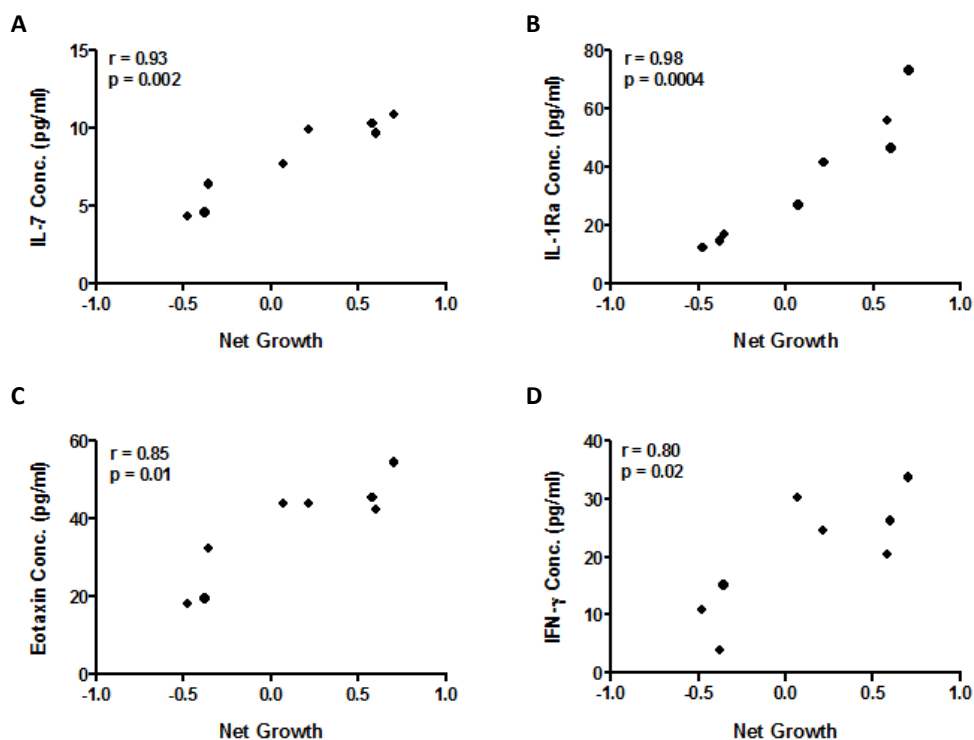 A
r = 0.93
p = 0.002
IL-7 Conc. (pg/ml)
15
10
5
0
-1.0 -0.5 0.0 0.5 1.0
Net Growth
B
r = 0.98
p = 0.0004
IL-1Ra Conc. (pg/ml)
80
60
40
20
0
-1.0 -0.5 0.0 0.5 1.0
Net Growth
C
r = 0.85
p = 0.01
Eotaxin Conc. (pg/ml)
60
40
20
0
-1.0 -0.5 0.0 0.5 1.0
Net Growth
D
r = 0.80
p = 0.02
IFN-γ Conc. (pg/ml)
40
30
20
10
0
-1.0 -0.5 0.0 0.5 1.0
Net Growth